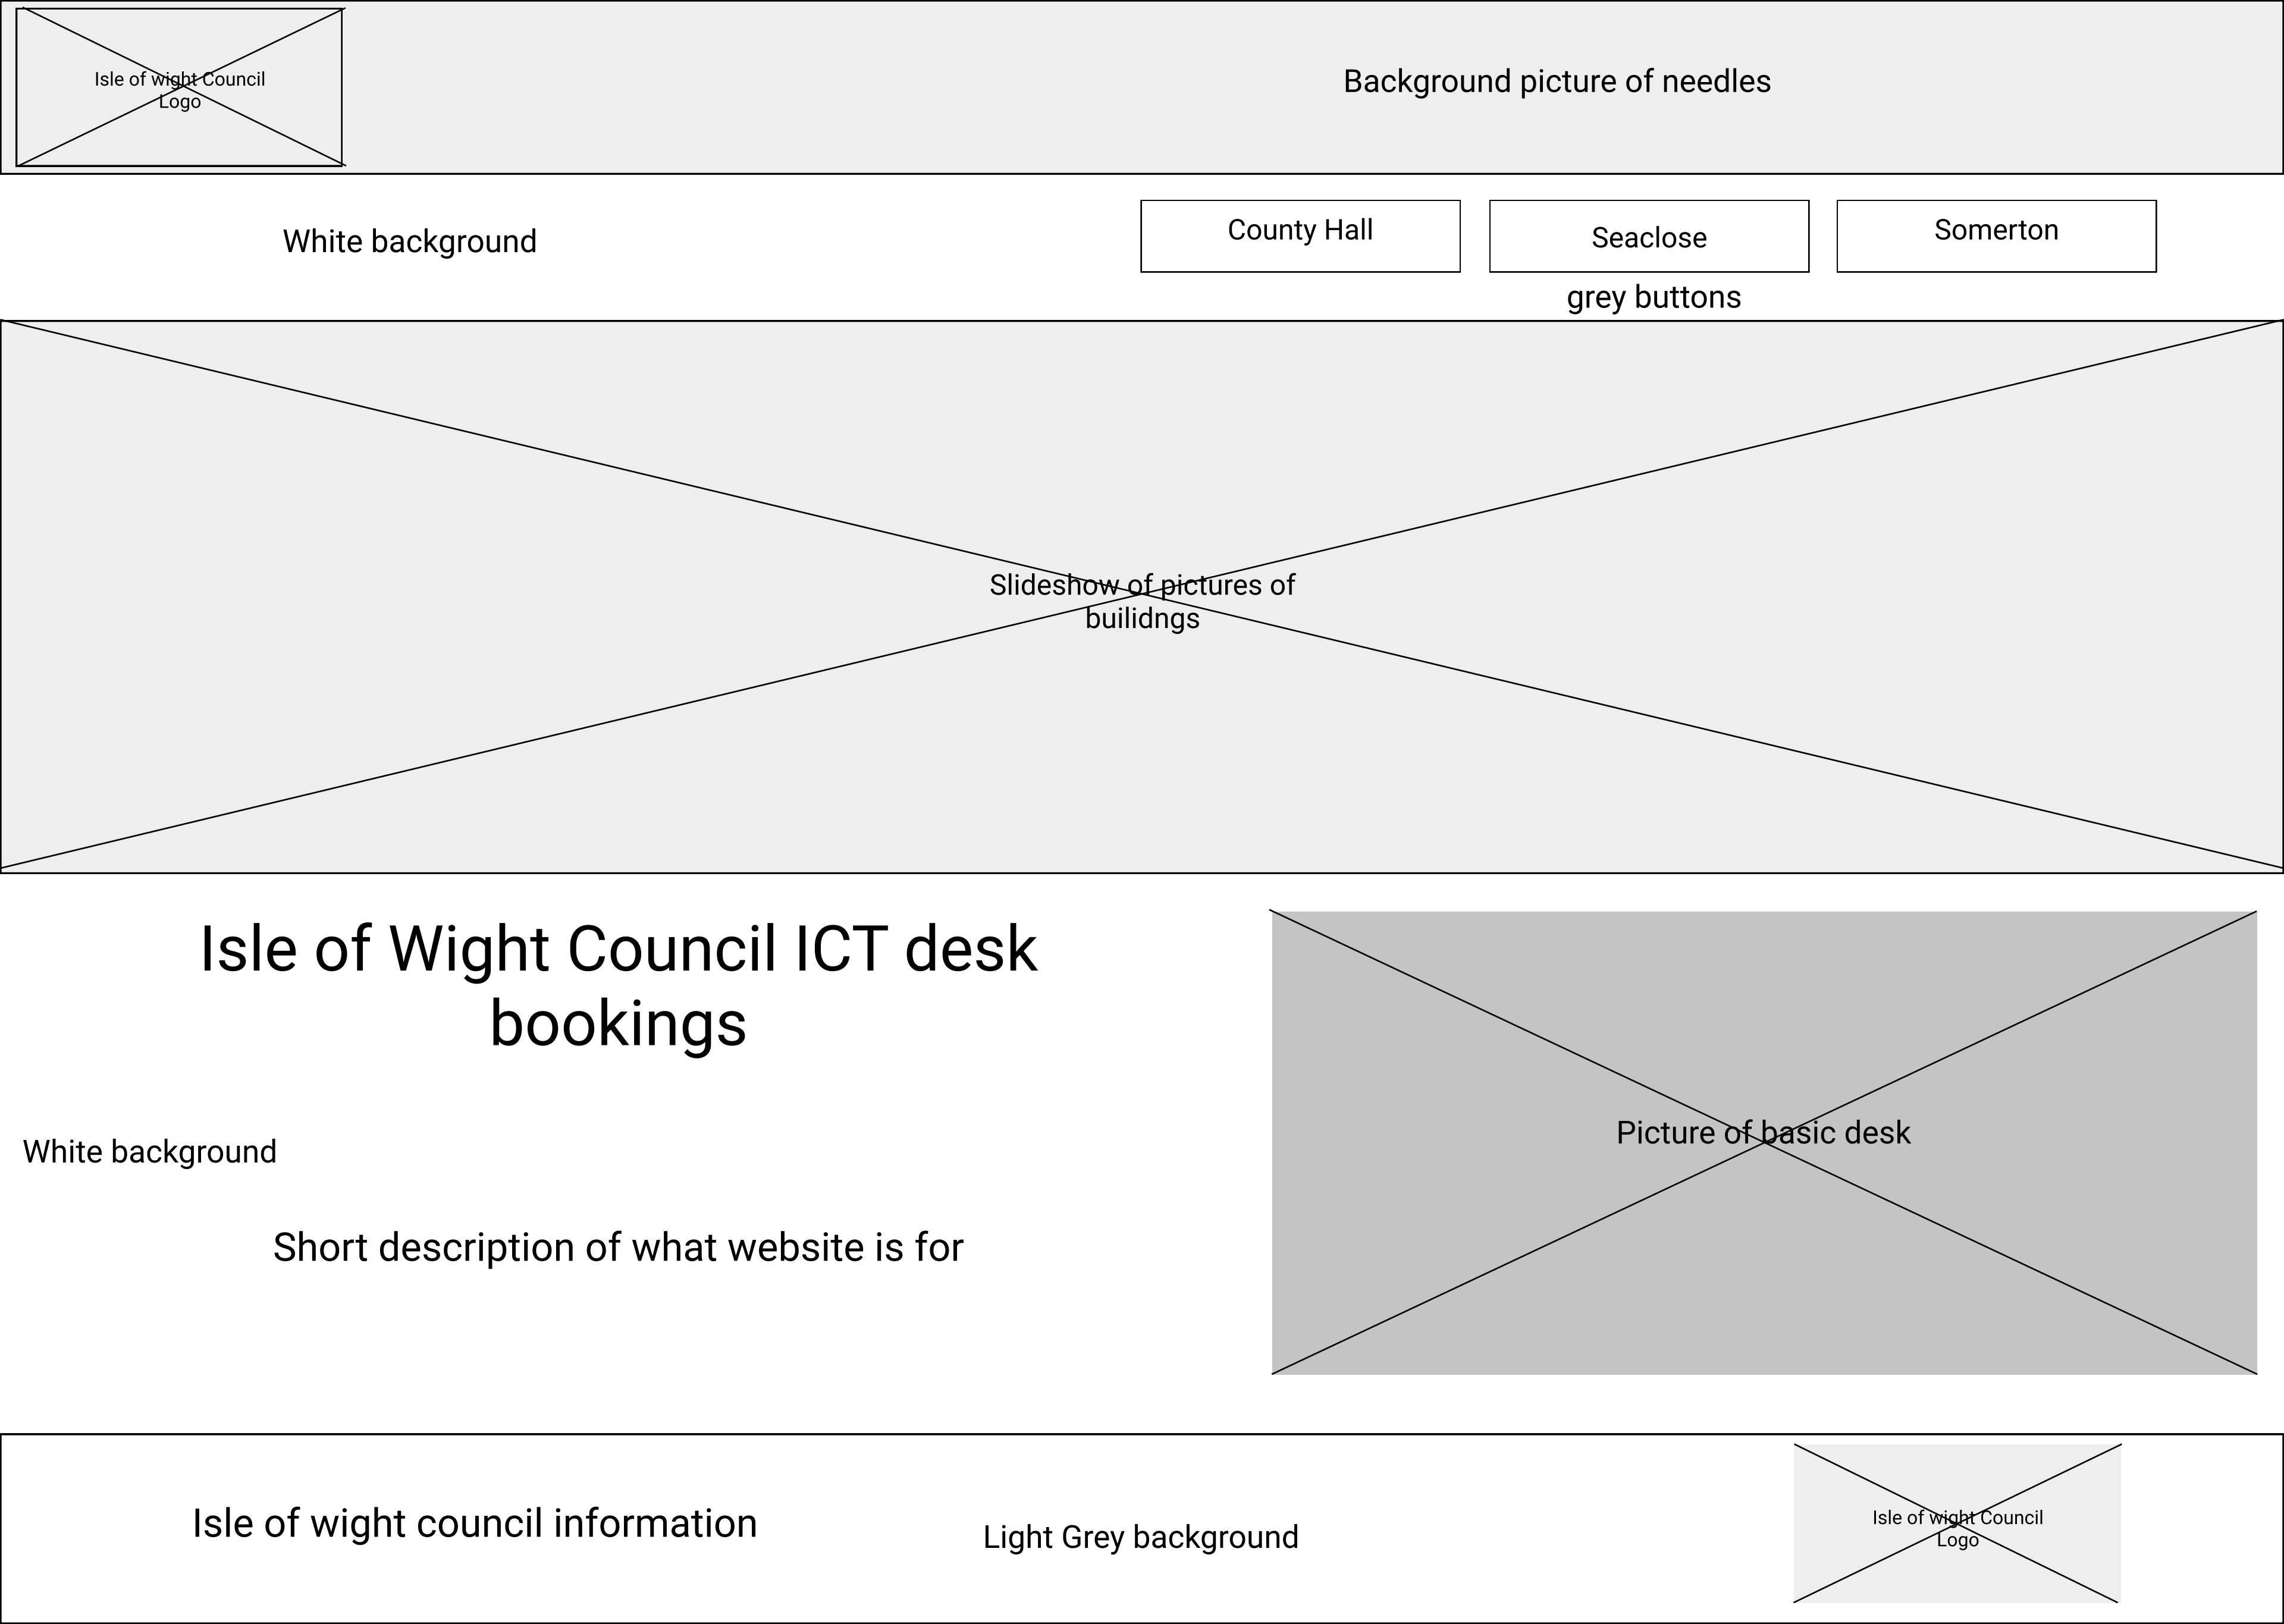 Isle of wight Council
Logo
Background picture of needles
White background
County Hall
Seaclose
Somerton
grey buttons
Slideshow of pictures of
builidngs
Isle of Wight Council ICT desk
bookings
White background
Short description of what website is for
Picture of basic desk
Isle of wight council information
Light Grey background
Isle of wight Council
Logo